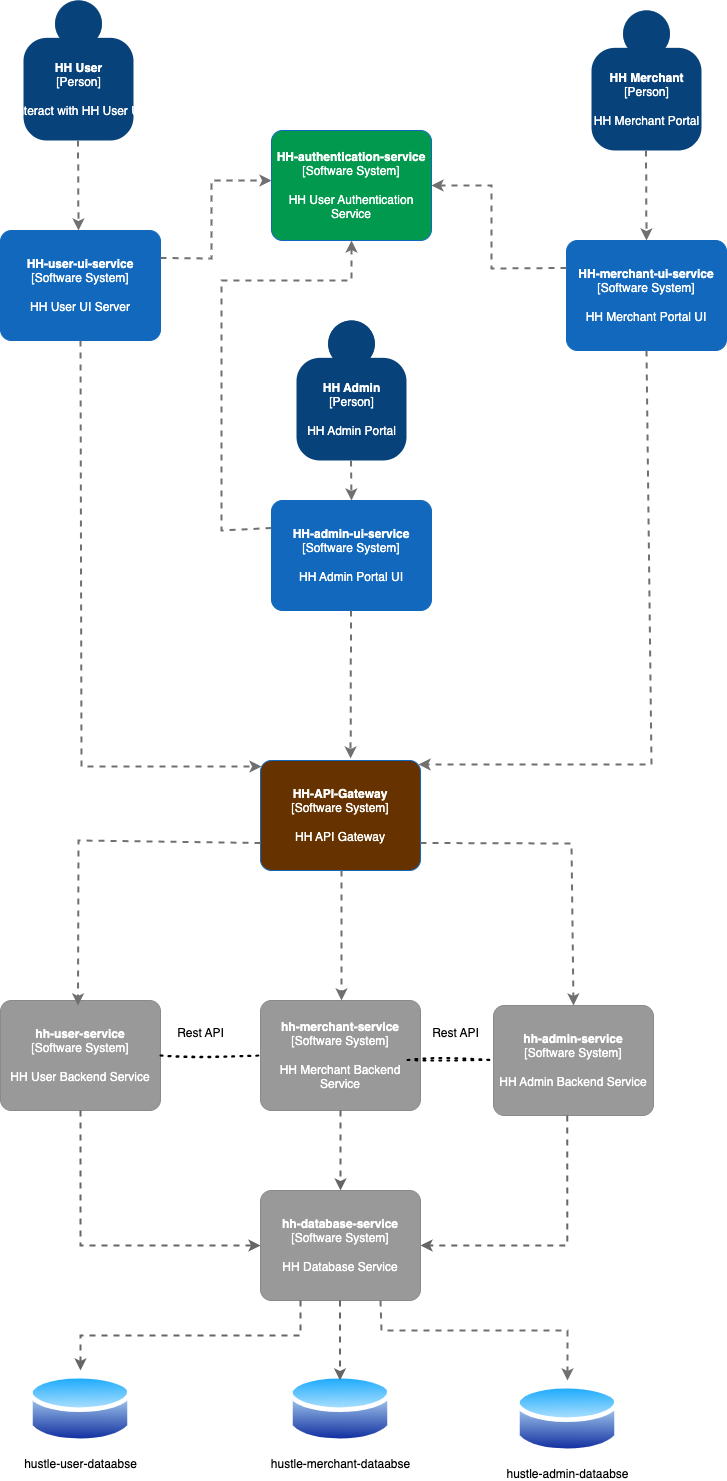 HH User
[Person]
teract with HH User
HH Merchant
[Person]
HH Merchant Portal
HH-authentication-service
[Software System]
HH User Authentication
Service
HH-user-ui-service
[Software System]
HH User UI Server
HH-merchant-ui-service
[Software System]
HH Merchant Portal UI
HH Admin
[Person]
HH Admin Portal
HH-admin-ui-service
[Software System]
HH Admin Portal UI
HH-API-Gateway
[Software System]
HH API Gateway
hh-user-service
[Software System]
HH User Backend Service
Rest API
hh-merchant-service
[Software System]
HH Merchant Backend
Service
Rest API
hh-admin-service
[Software System]
HH Admin Backend Service
hh-database-service
[Software System]
HH Database Service
hustle-user-dataabse
hustle-merchant-dataabse
hustle-admin-dataabse